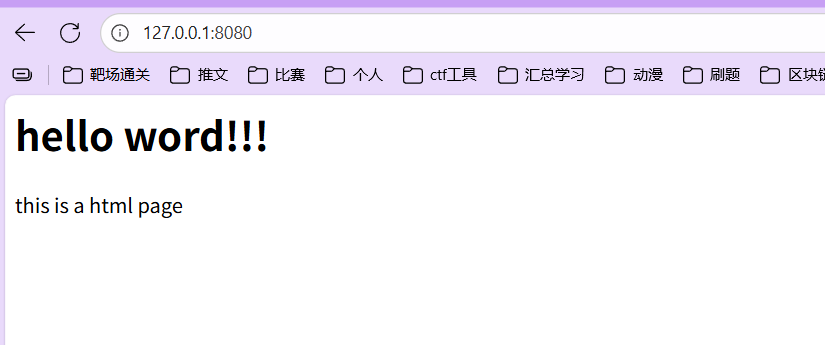 127.0.0.1:8080
靶场通关 推文 比赛 个人 ctf工具 汇总学习 动漫 刷题 区块链
hello word!!!
this is a html page